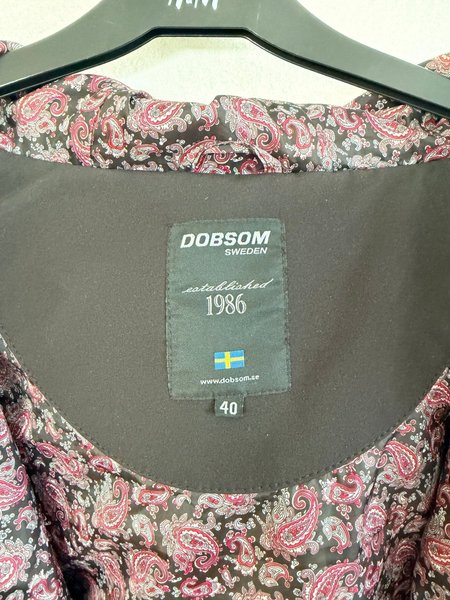 DOBSOM
SWEDEN
established
1986
www.dobsom.se
40